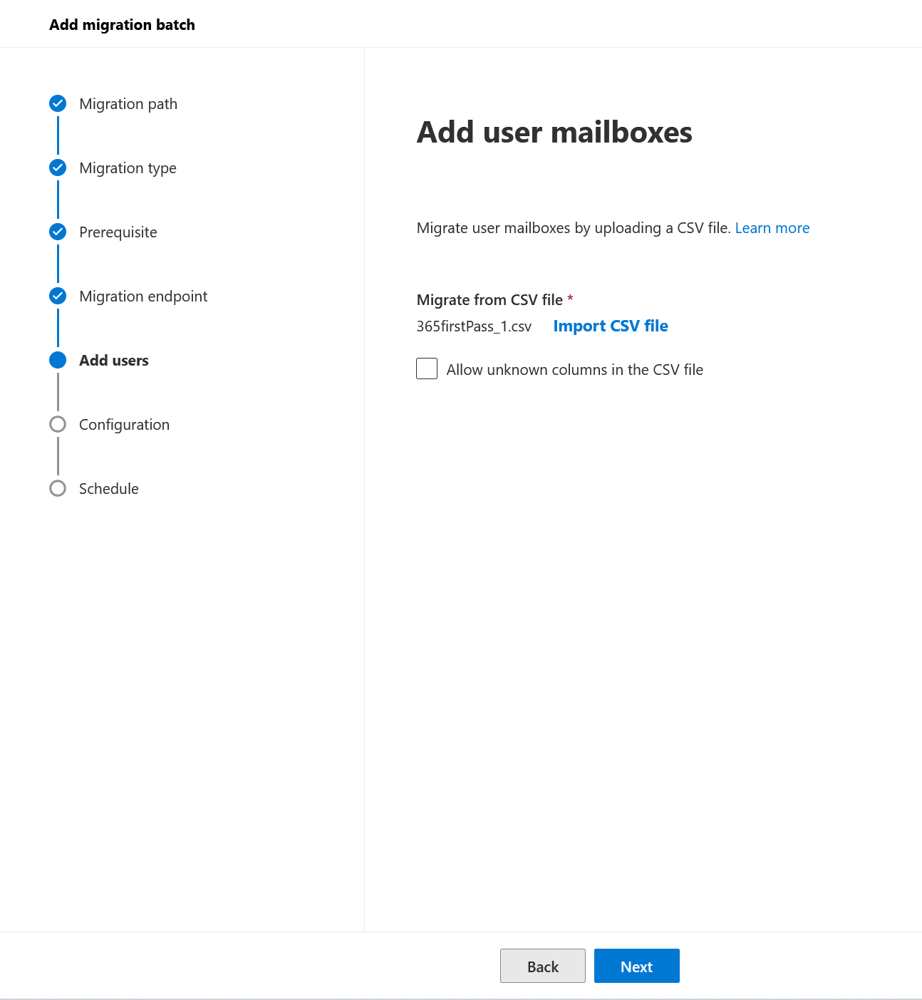 Add migration batch
Migration path
Migration type
Prerequisite
Migration endpoint
Add users
Configuration
Schedule
Add user mailboxes
Migrate user mailboxes by uploading a CSV file. Learn more
Migrate from CSV file *
365firstPass_1.csv Import CSV file
Allow unknown columns in the CSV file
Back Next